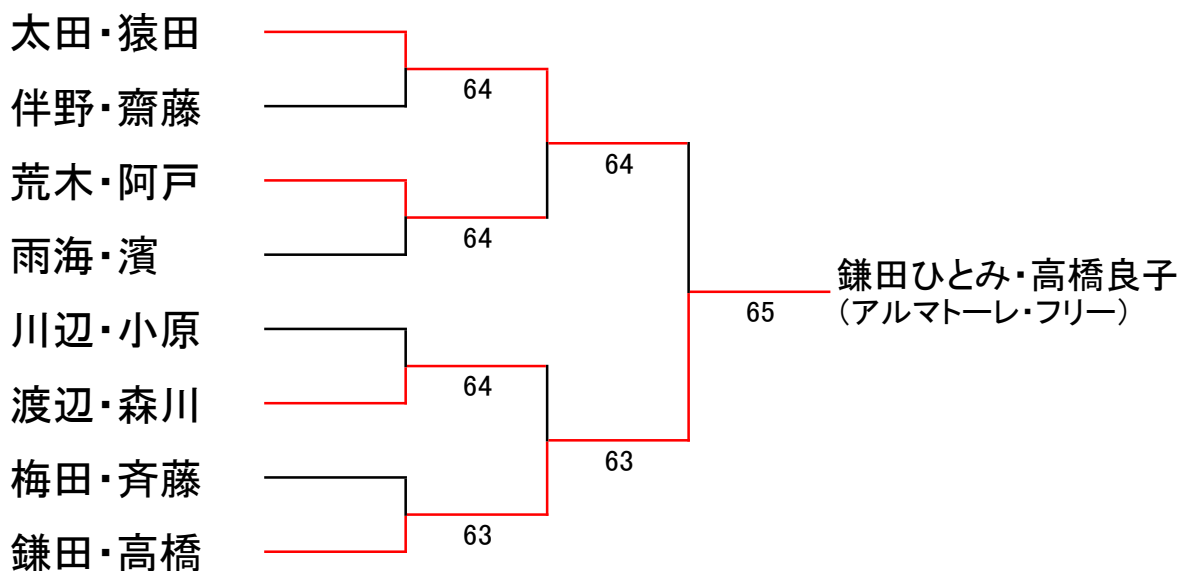 太田・猿田
伴野・齋藤
荒木・阿戸
雨海・濱
川辺・小原
渡辺・森川
梅田・斉藤
鎌田・高橋
64
64
64
63
64
63
65
鎌田ひとみ・高橋良子
（アルマトーレ・フリー）